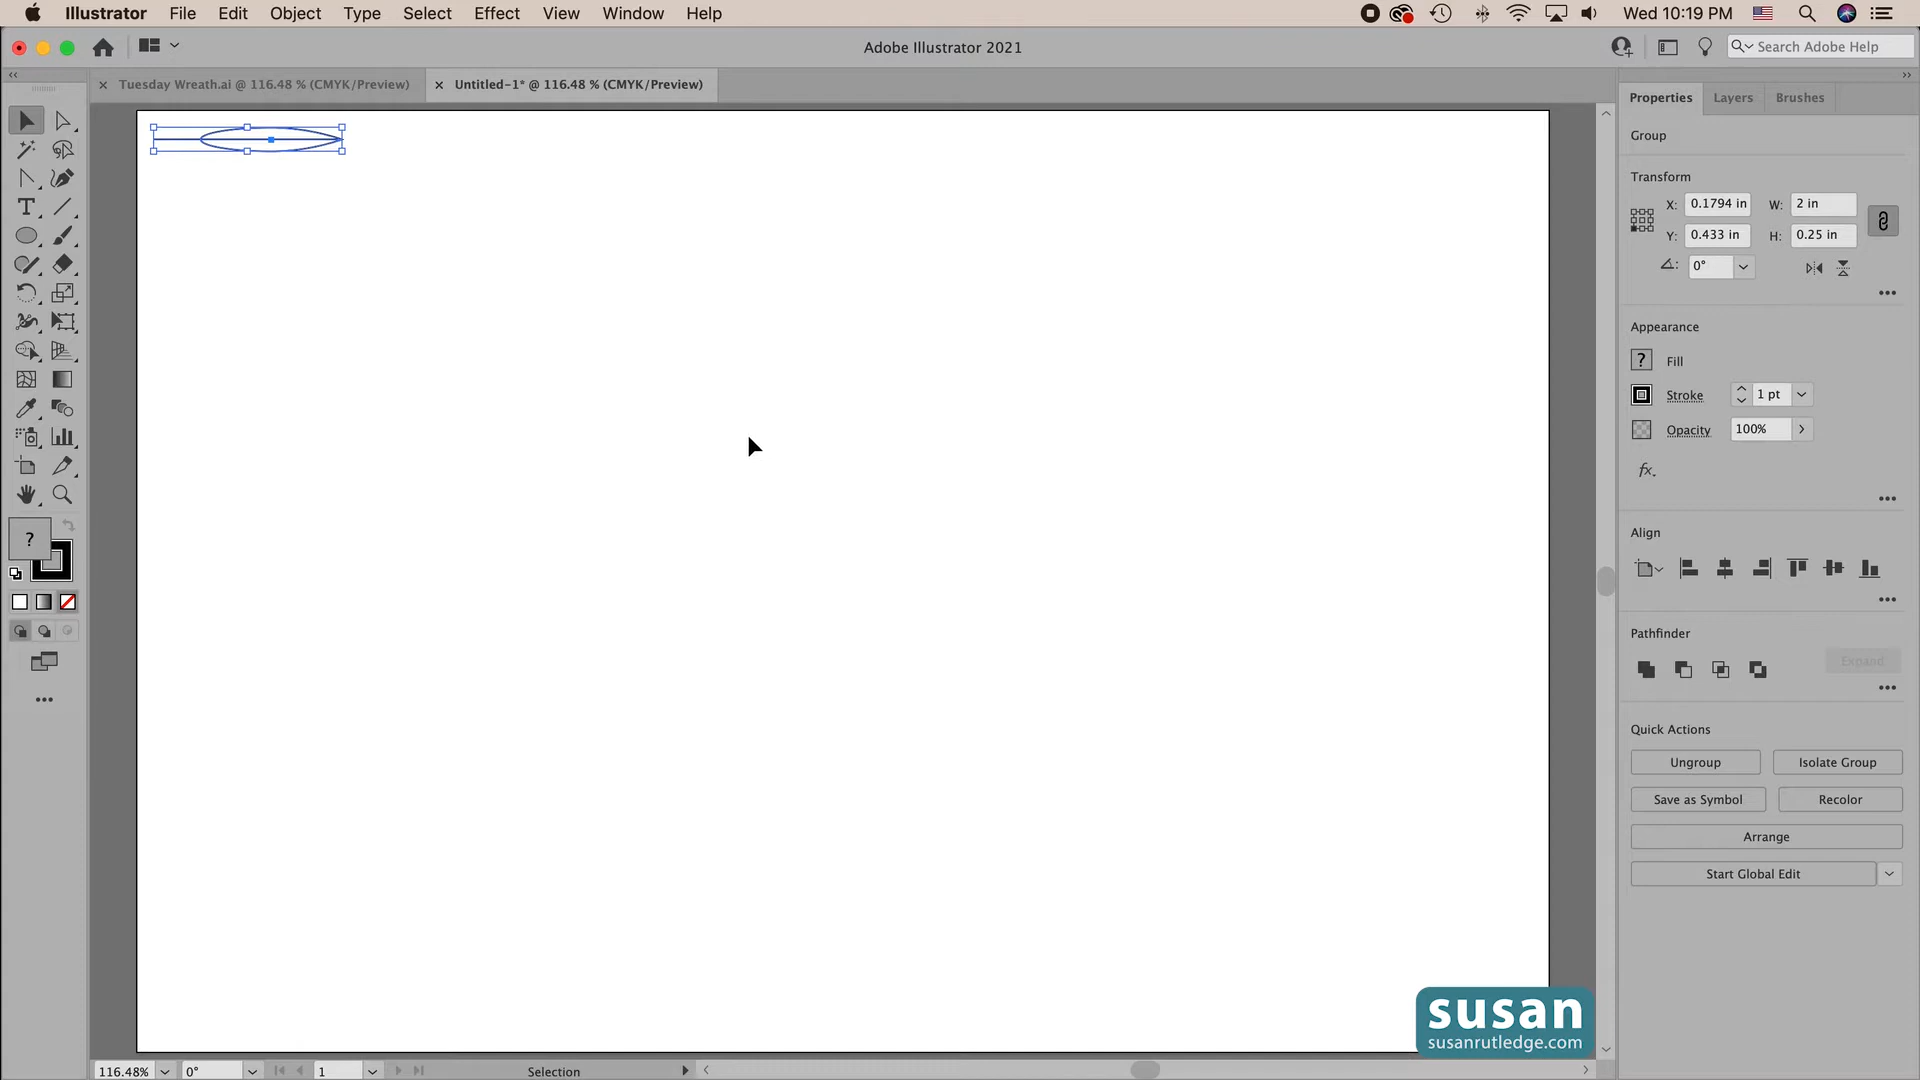 Illustrator File Edit Object Type Select Effect View Window Help Wed 10:19 PM
Adobe Illustrator 2021 Search Adobe Help
Tuesday Wreath.ai @ 116.48 % (CMYK/Preview) Untitled-1* @ 116.48 % (CMYK/Preview)
Properties Layers Brushes
Group
Transform
X: 0.1794 in W: 2 in
Y: 0.433 in H: 0.25 in
0°
Appearance
? Fill
Stroke 1 pt
Opacity 100%
fx.
Align
?
Pathfinder
Expand
Quick Actions
Ungroup Isolate Group
Save as Symbol Recolor
Arrange
Start Global Edit
susan
susanrutledge.com
116.48% 0° 1 Selection